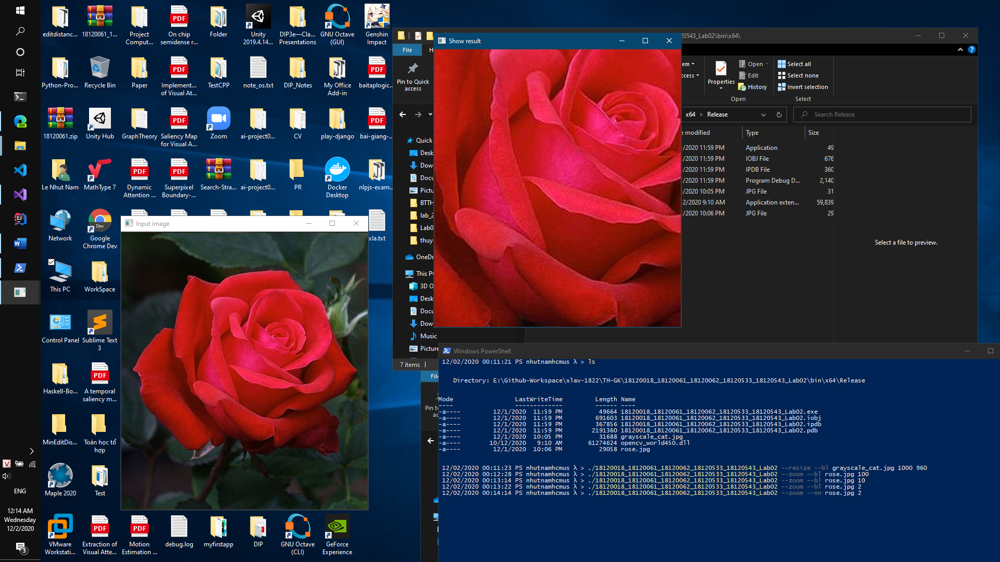 editdistanc...
18120061_1...
Project Comput...
On chip semidense r...
Folder
Unity 2019.4.14...
DIP3e—Cla... Presentations
GNU Octave (GUI)
Genshin Impact
Python-Pro...
Recycle Bin
Paper
Implement... of Visual At...
TestCPP
note_os.txt
DIP_Notes
My Office Add-in
baitaplogic...
18120061.zip
Unity Hub
GraphTheory
Saliency Map for Visual A...
Zoom
ai-project0...
CV
play-django
bai-giang-...
Le Nhut Nam
MathType 7
Dynamic Attention ...
Superpixel Boundary-...
Search-Stra...
ai-project0...
PR
Docker Desktop
nlpjs-exam...
Network
Google Chrome Dev
xla.txt
This PC
WorkSpace
Control Panel
Sublime Text 3
Haskell-Bo...
A temporal saliency m...
MinEditDis...
Toán học tổ hợp
Maple 2020
Test
VMware Workstati...
Extraction of Visual Atte...
Motion Estimation ...
debug.log
myfirstapp
DIP
GNU Octave (CLI)
GeForce Experience
ENG
12:14 AM
Wednesday
12/2/2020
3
Input image
Show result
20543_Lab02\bin\x64\
File
H
Pin to Quick access
em
ccess
Properties
Open
Edit
History
Open
Select all
Select none
Invert selection
Select
x64 > Release
Search Release
e modified Type Size
/2020 11:59 PM Application 49
/2020 11:59 PM IOBJ File 676
/2020 11:59 PM IPDB File 360
/2020 11:59 PM Program Debug D... 2,140
/2020 10:05 PM JPG File 31
2/2020 9:10 AM Application exten... 59,839
/2020 10:06 PM JPG File 29
Select a file to preview.
Quick
Desk
Dow
Docu
Pictu
BTTH
lab_2
Lab0
thuy
OneDr
This PC
3D O
Desk
Docu
Dow
Music
Picture
7 items
File
Pin to
ac
Windows PowerShell
12/02/2020 00:11:21 PS nhutnamhcmus λ > ls
Directory: E:\Github-Workspace\xlav-1822\TH-GK\18120018_18120061_18120062_18120533_18120543_Lab02\bin\x64\Release
Mode LastWriteTime Length Name
---- ------------- ------ ----
-a---- 12/1/2020 11:59 PM 49664 18120018_18120061_18120062_18120533_18120543_Lab02.exe
-a---- 12/1/2020 11:59 PM 691603 18120018_18120061_18120062_18120533_18120543_Lab02.iobj
-a---- 12/1/2020 11:59 PM 367856 18120018_18120061_18120062_18120533_18120543_Lab02.ipdb
-a---- 12/1/2020 11:59 PM 2191360 18120018_18120061_18120062_18120533_18120543_Lab02.pdb
-a---- 12/1/2020 10:05 PM 31688 grayscale_cat.jpg
-a---- 10/12/2020 9:10 AM 61274624 opencv_world450.dll
-a---- 12/1/2020 10:06 PM 29058 rose.jpg
12/02/2020 00:11:23 PS nhutnamhcmus λ > ./18120018_18120061_18120062_18120533_18120543_Lab02 --resize --bl grayscale_cat.jpg 1000 960
12/02/2020 00:12:28 PS nhutnamhcmus λ > ./18120018_18120061_18120062_18120533_18120543_Lab02 --zoom --bl rose.jpg 100
12/02/2020 00:13:14 PS nhutnamhcmus λ > ./18120018_18120061_18120062_18120533_18120543_Lab02 --zoom --bl rose.jpg 10
12/02/2020 00:13:22 PS nhutnamhcmus λ > ./18120018_18120061_18120062_18120533_18120543_Lab02 --zoom --bl rose.jpg 2
12/02/2020 00:14:14 PS nhutnamhcmus λ > ./18120018_18120061_18120062_18120533_18120543_Lab02 --zoom --nn rose.jpg 2